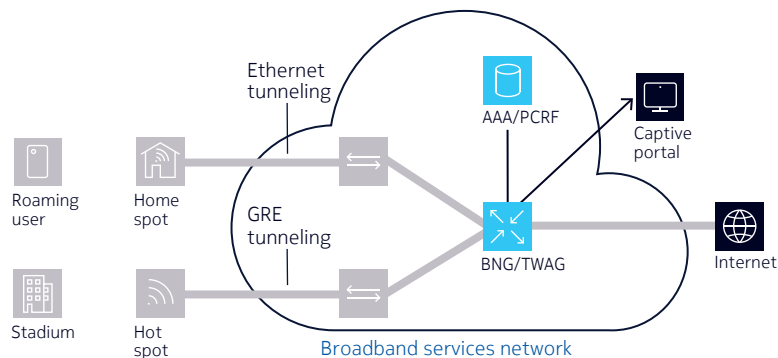 Ethernet
tunneling
AAA/PCRF
Captive
portal
Roaming
user
Home
spot
GRE
tunneling
BNG/TWAG
Internet
Stadium
Hot
spot
Broadband services network